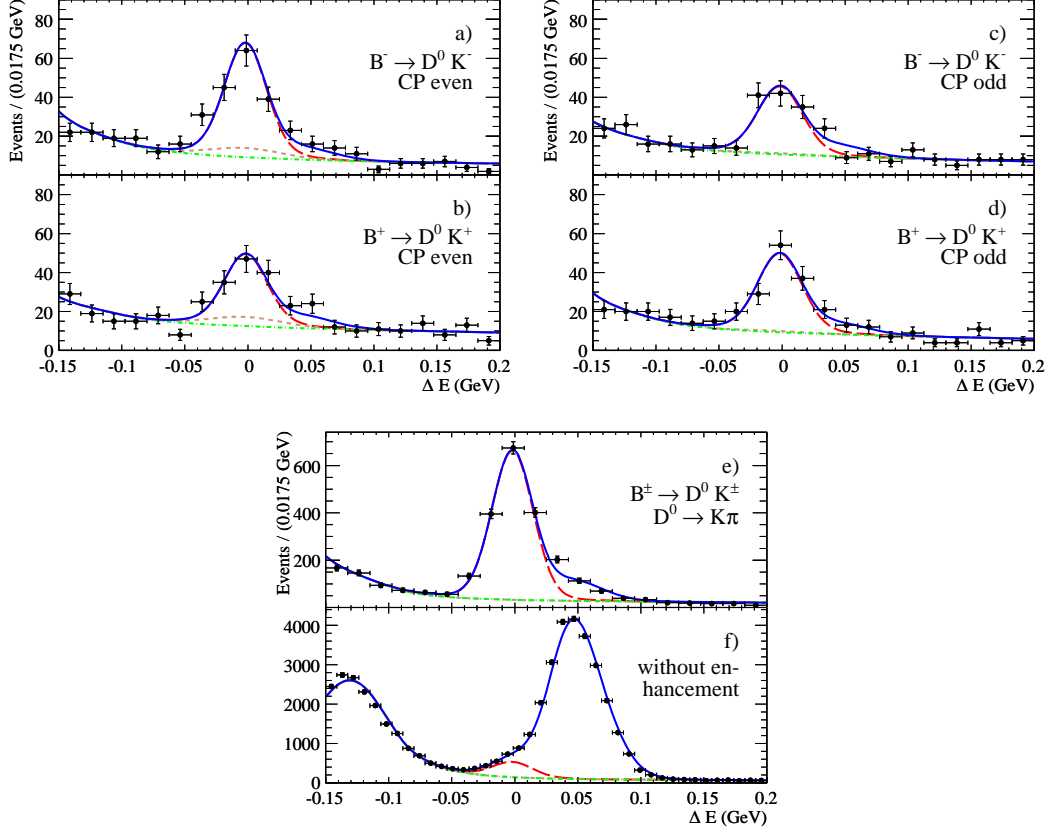 Events / (0.0175 GeV)
80
60
40
20
0
a)
B⁻ → D⁰ K⁻
CP even
80
60
40
20
0
b)
B⁺ → D⁰ K⁺
CP even
-0.15 -0.1 -0.05 0 0.05 0.1 0.15 0.2
Δ E (GeV)
Events / (0.0175 GeV)
80
60
40
20
0
c)
B⁻ → D⁰ K⁻
CP odd
80
60
40
20
0
d)
B⁺ → D⁰ K⁺
CP odd
-0.15 -0.1 -0.05 0 0.05 0.1 0.15 0.2
Δ E (GeV)
Events / (0.0175 GeV)
600
400
200
e)
B± → D⁰ K±
D⁰ → Kπ
4000
3000
2000
1000
0
f)
without en-
hancement
-0.15 -0.1 -0.05 0 0.05 0.1 0.15 0.2
Δ E (GeV)